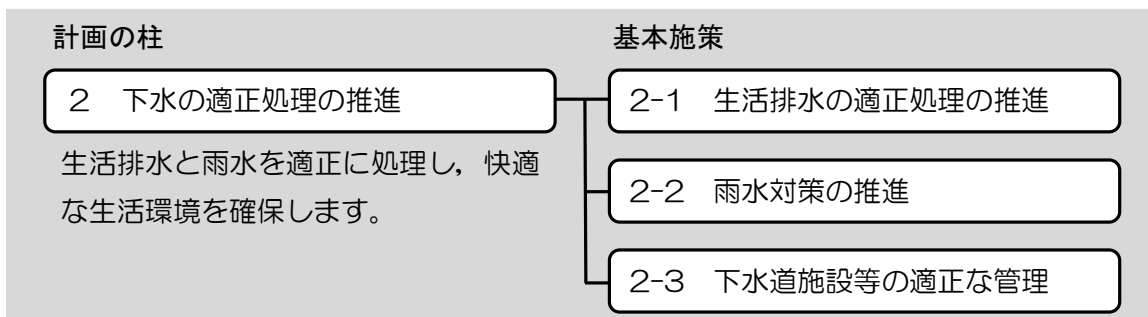 計画の柱
基本施策
２　下水の適正処理の推進
生活排水と雨水を適正に処理し，快適
な生活環境を確保します。
２-１　生活排水の適正処理の推進
２-２　雨水対策の推進
２-３　下水道施設等の適正な管理